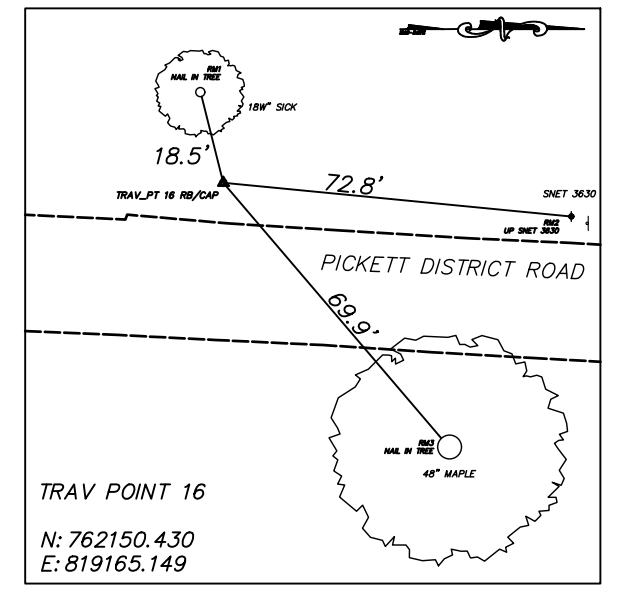 RM1
NAIL IN TREE
18W" SICK
18.5'
TRAV_PT 16 RB/CAP
72.8'
SNET 3630
RM2
UP SNET 3630
PICKETT DISTRICT ROAD
69.9'
RM3
NAIL IN TREE
48" MAPLE
TRAV POINT 16
N: 762150.430
E: 819165.149